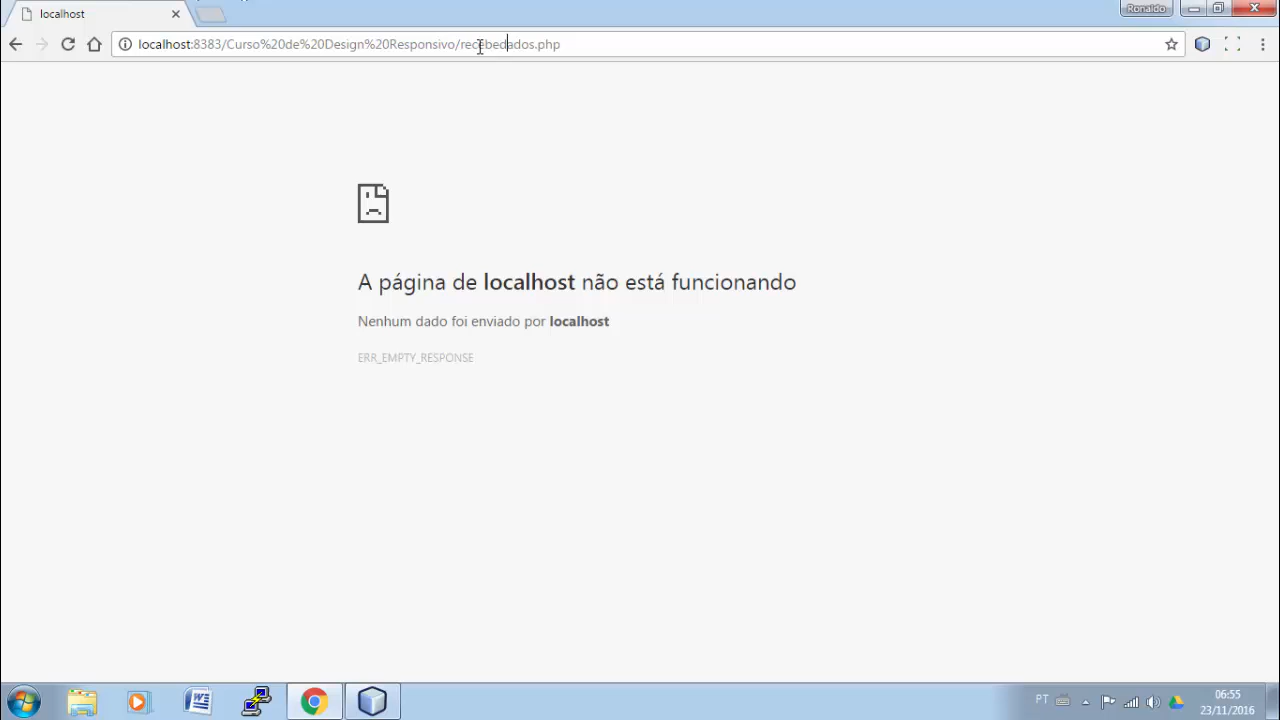 localhost
Ronaldo
localhost:8383/Curso%20de%20Design%20Responsivo/recebedados.php
A página de localhost não está funcionando
Nenhum dado foi enviado por localhost
ERR_EMPTY_RESPONSE
PT
06:55
23/11/2016